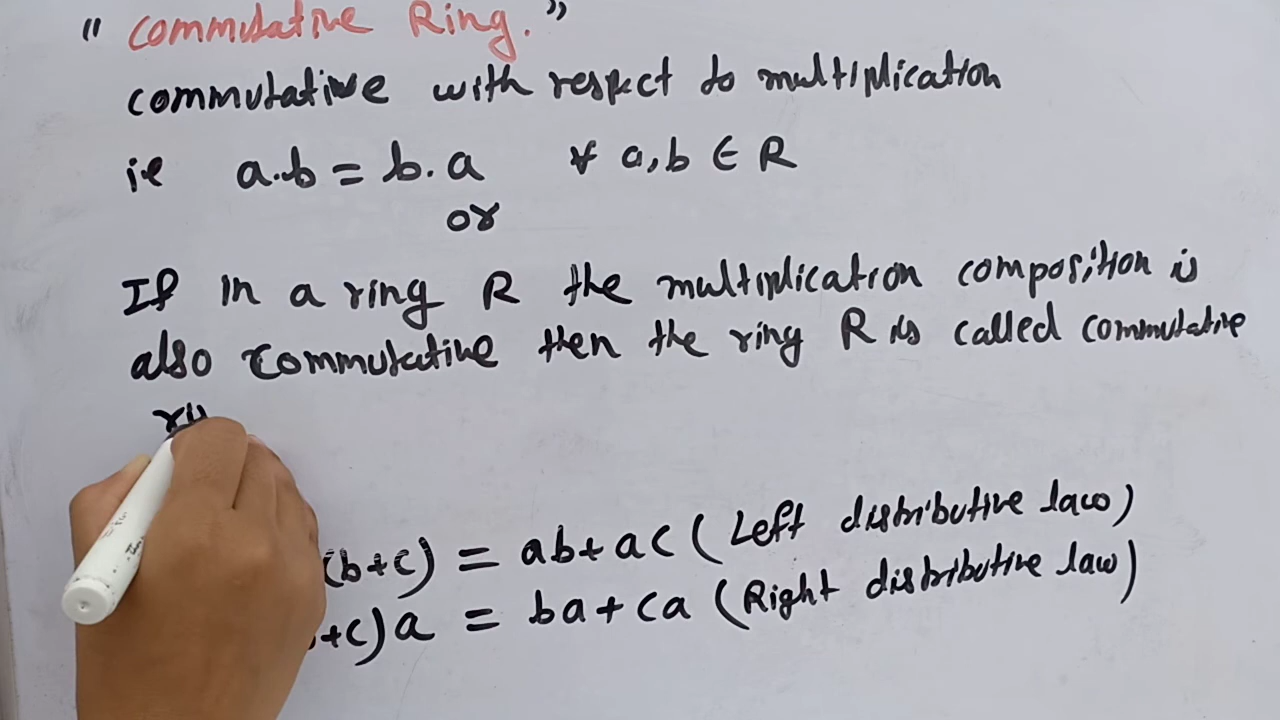 " Commutative Ring. "
commutative with respect to multiplication
ie a.b = b.a ∀ a,b ∈ R
or
If in a ring R the multiplication composition is
also commutative then the ring R is called commutative
(b+c) = ab+ac (Left distributive law)
+c)a = ba+ca (Right distributive law)